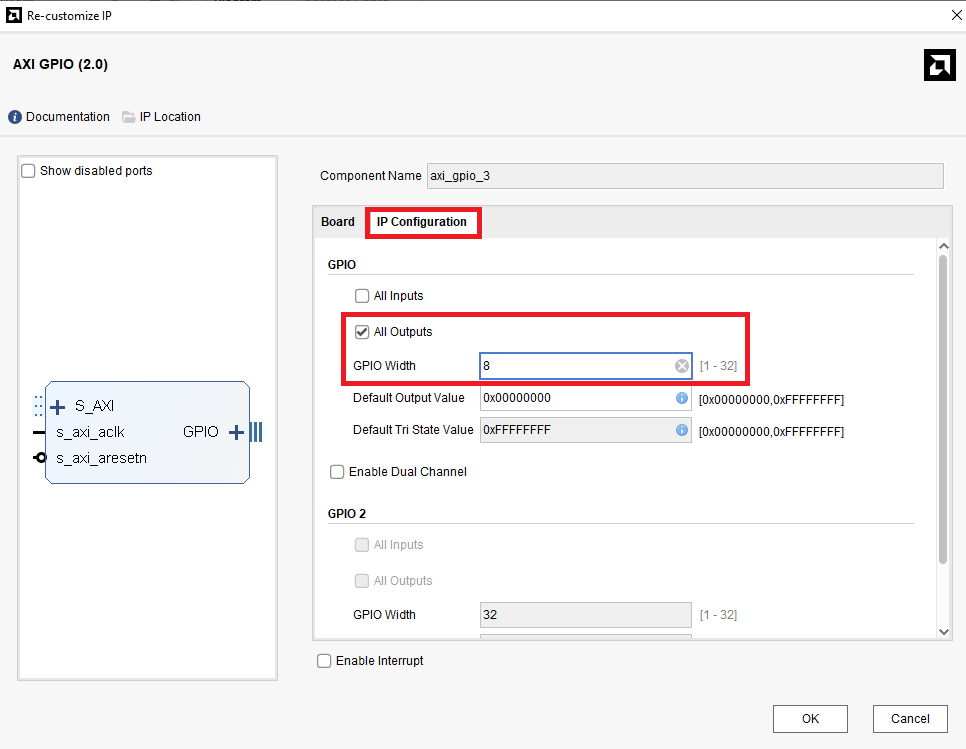 Re-customize IP
AXI GPIO (2.0)
Documentation IP Location
Show disabled ports
S_AXI
s_axi_aclk
s_axi_aresetn
GPIO
Component Name axi_gpio_3
Board IP Configuration
GPIO
All Inputs
All Outputs
GPIO Width 8 [1 - 32]
Default Output Value 0x00000000 [0x00000000,0xFFFFFFFF]
Default Tri State Value 0xFFFFFFFF [0x00000000,0xFFFFFFFF]
Enable Dual Channel
GPIO 2
All Inputs
All Outputs
GPIO Width 32 [1 - 32]
Enable Interrupt
OK Cancel